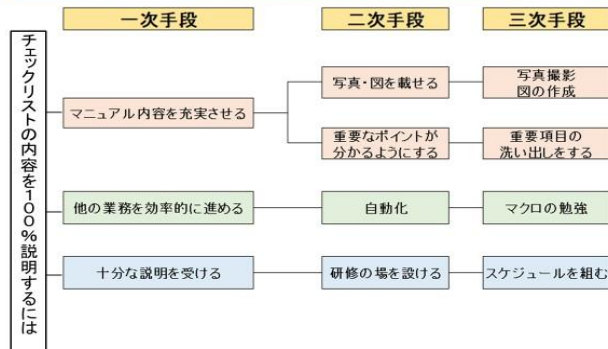 一次手段
二次手段
三次手段
チェックリストの内容を100%説明するには
マニュアル内容を充実させる
写真・図を載せる
写真撮影
図の作成
重要なポイントが
分かるようにする
重要項目の
洗い出しをする
他の業務を効率的に進める
自動化
マクロの勉強
十分な説明を受ける
研修の場を設ける
スケジュールを組む